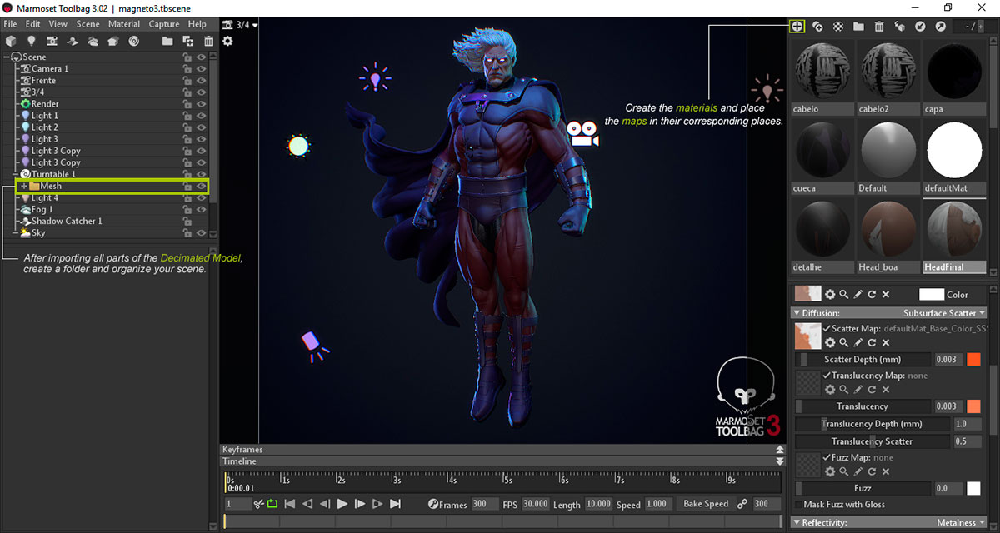 Marmoset Toolbag 3.02 | magneto3.tbscene
File Edit View Scene Material Capture Help
3/4
- /
Scene
Camera 1
Frente
3/4
Render
Light 1
Light 2
Light 3
Light 3 Copy
Light 3 Copy
Turntable 1
Mesh
Light 4
Fog 1
Shadow Catcher 1
Sky
After importing all parts of the Decimated Model,
create a folder and organize your scene.
Create the materials and place
the maps in their corresponding places.
MARMOSET
TOOLBAG 3
Keyframes
Timeline
0s 1s 2s 3s 4s 5s 6s 7s 8s 9s
0:00.01
1 Frames 300 FPS 30.000 Length 10.000 Speed 1.000 Bake Speed 300
cabelo cabelo2 capa
cueca Default defaultMat
detalhe Head_boa HeadFinal
Color
Diffusion: Subsurface Scatter
Scatter Map: defaultMat_Base_Color_SSS
Scatter Depth (mm) 0.003
Translucency Map: none
Translucency 0.003
Translucency Depth (mm) 1.0
Translucency Scatter 0.5
Fuzz Map: none
Fuzz 0.0
Mask Fuzz with Gloss
Reflectivity: Metalness